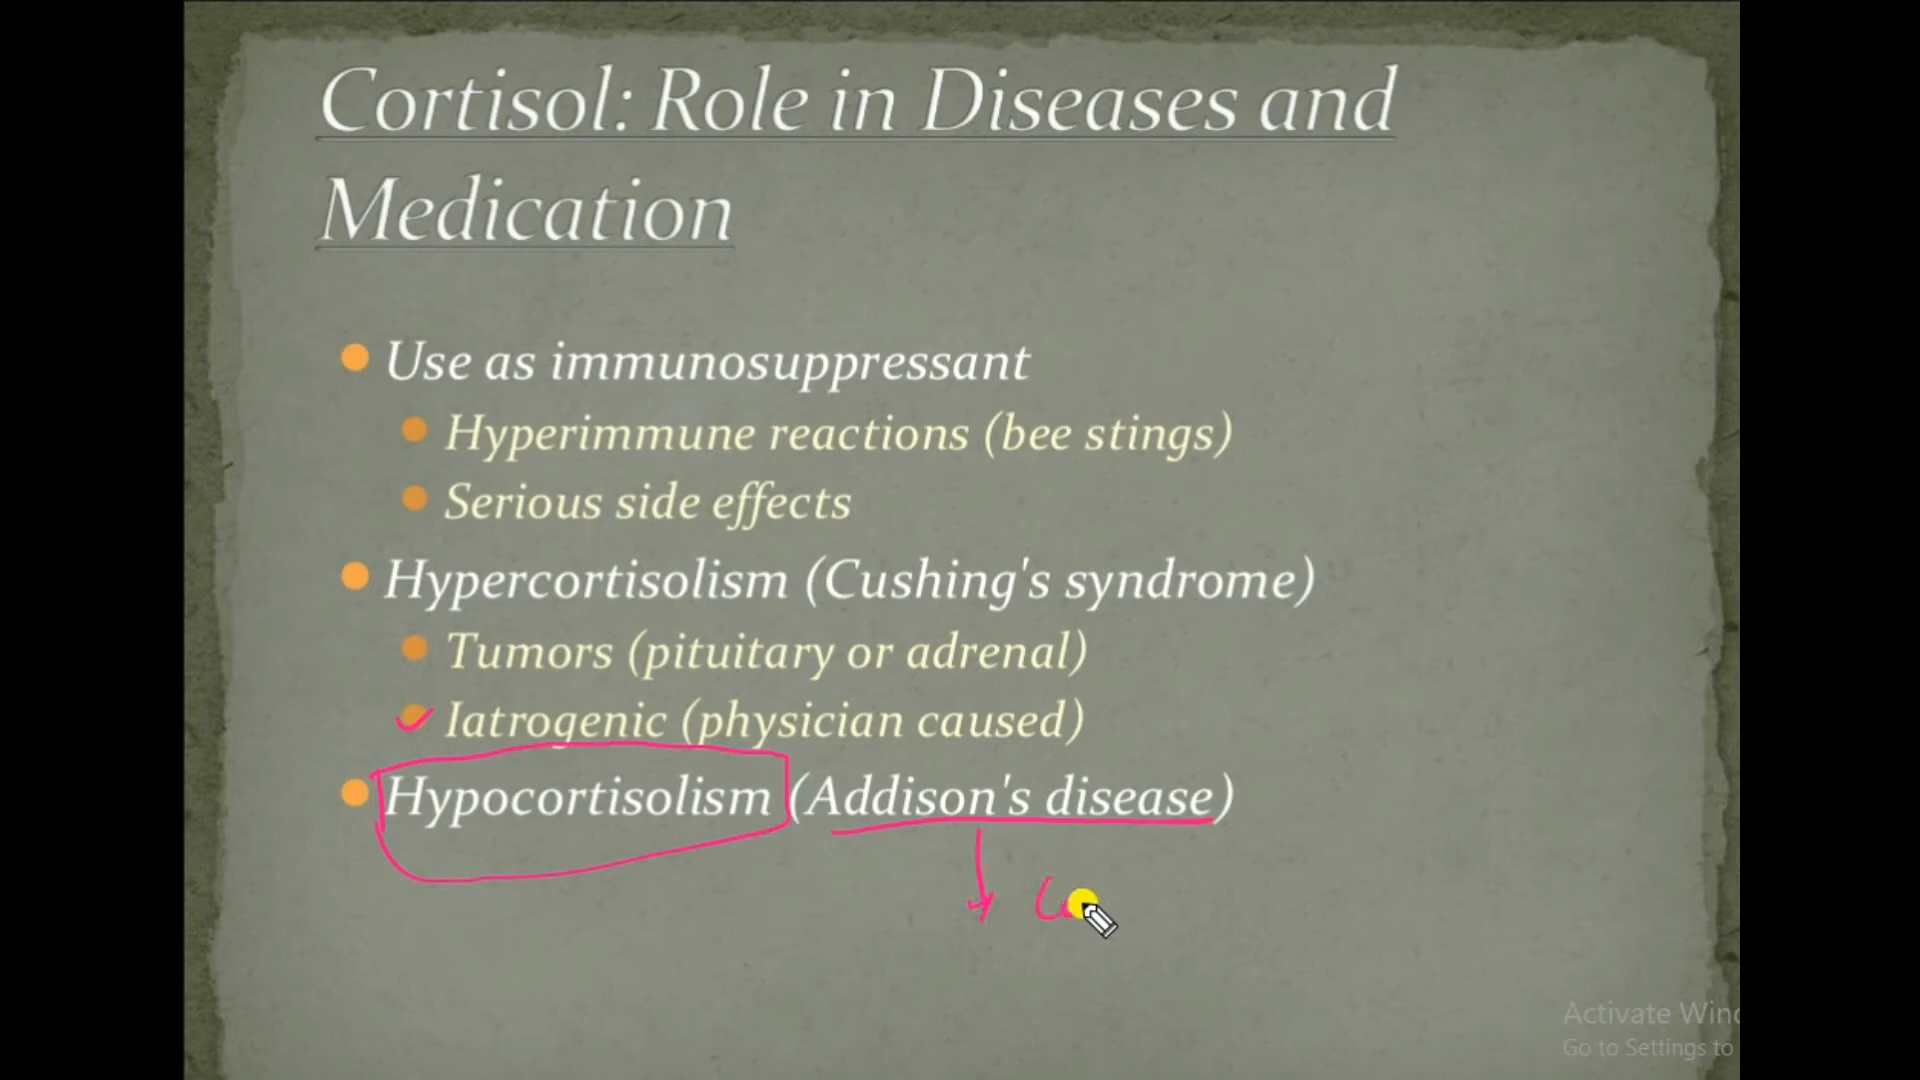 Cortisol: Role in Diseases and
Medication
Use as immunosuppressant
Hyperimmune reactions (bee stings)
Serious side effects
Hypercortisolism (Cushing's syndrome)
Tumors (pituitary or adrenal)
Iatrogenic (physician caused)
Hypocortisolism (Addison's disease)
Activate Win
Go to Settings to